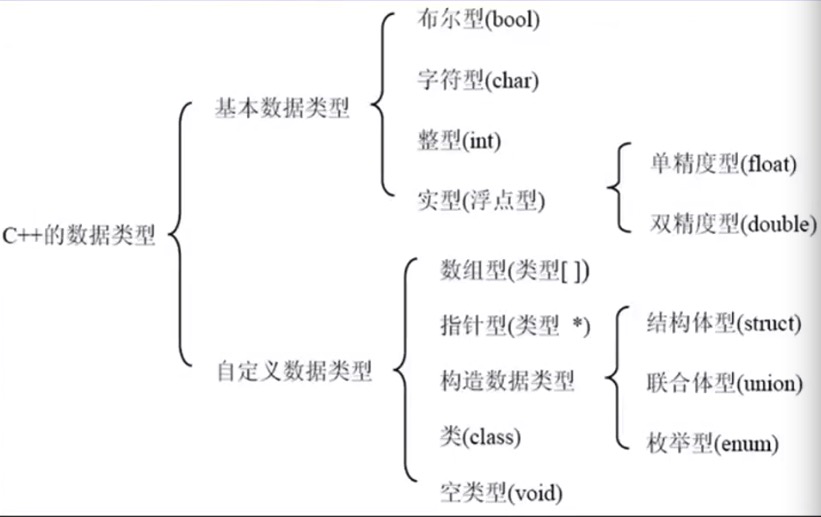 C++的数据类型
基本数据类型
布尔型(bool)
字符型(char)
整型(int)
实型(浮点型)
单精度型(float)
双精度型(double)
自定义数据类型
数组型(类型[ ])
指针型(类型 *)
构造数据类型
结构体型(struct)
联合体型(union)
枚举型(enum)
类(class)
空类型(void)